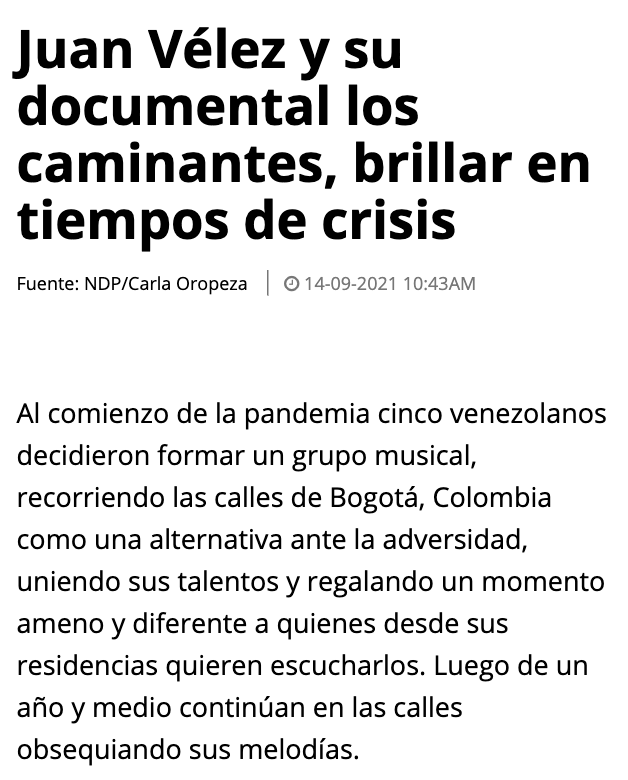 Juan Vélez y su
documental los
caminantes, brillar en
tiempos de crisis
Fuente: NDP/Carla Oropeza | 14-09-2021 10:43AM
Al comienzo de la pandemia cinco venezolanos
decidieron formar un grupo musical,
recorriendo las calles de Bogotá, Colombia
como una alternativa ante la adversidad,
uniendo sus talentos y regalando un momento
ameno y diferente a quienes desde sus
residencias quieren escucharlos. Luego de un
año y medio continúan en las calles
obsequiando sus melodías.